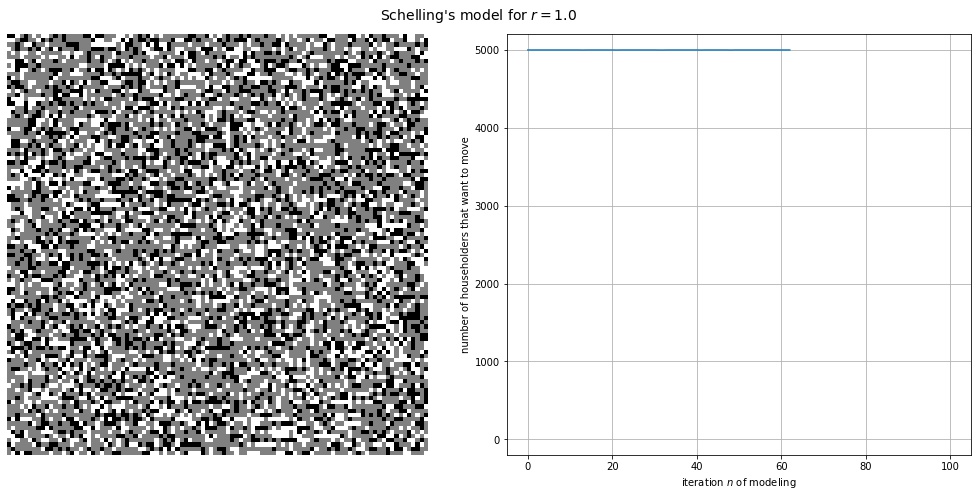 Schelling's model for r = 1.0
number of householders that want to move
5000
4000
3000
2000
1000
0
0 20 40 60 80 100
iteration n of modeling